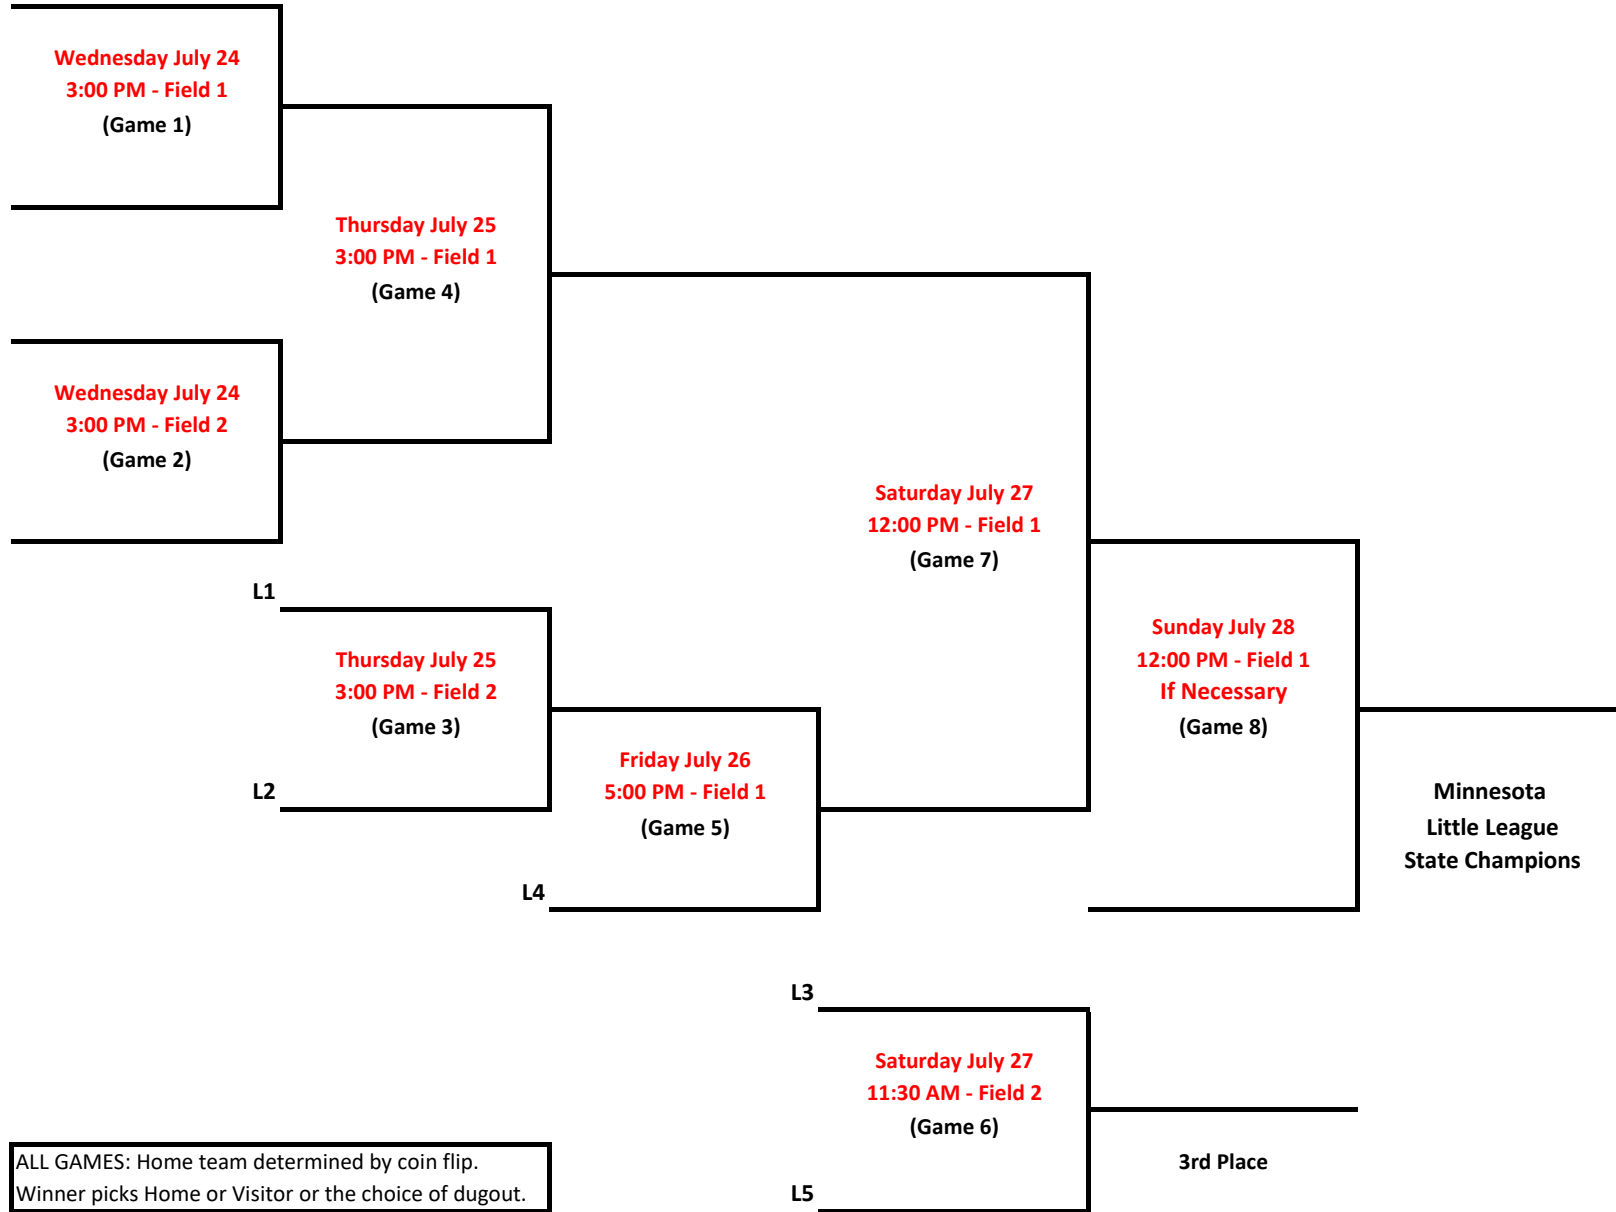 Wednesday July 24
3:00 PM - Field 1
(Game 1)
Thursday July 25
3:00 PM - Field 1
(Game 4)
Wednesday July 24
3:00 PM - Field 2
(Game 2)
Saturday July 27
12:00 PM - Field 1
(Game 7)
L1
Sunday July 28
12:00 PM - Field 1
If Necessary
(Game 8)
Thursday July 25
3:00 PM - Field 2
(Game 3)
L2
Friday July 26
5:00 PM - Field 1
(Game 5)
Minnesota
Little League
State Champions
L4
L3
Saturday July 27
11:30 AM - Field 2
(Game 6)
3rd Place
L5
ALL GAMES: Home team determined by coin flip.
Winner picks Home or Visitor or the choice of dugout.